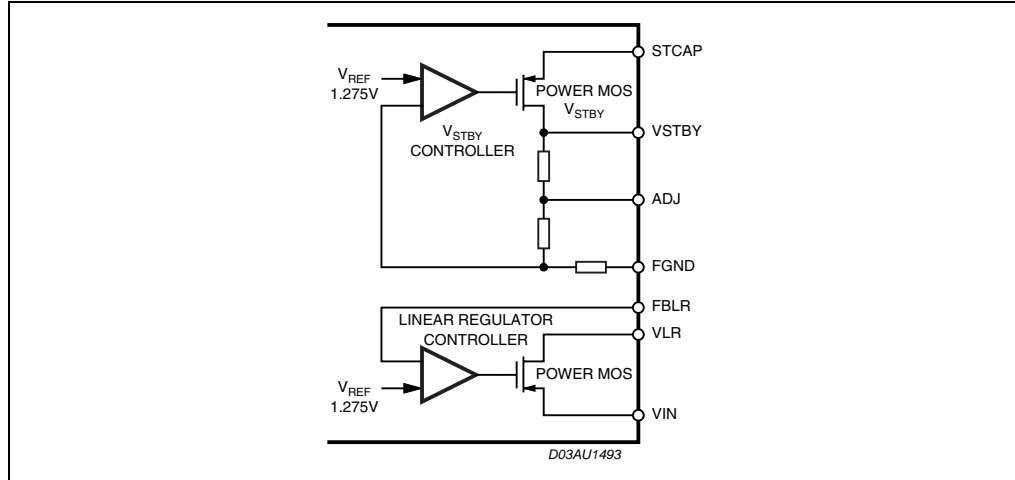 STCAP
V_REF
1.275V
POWER MOS
V_STBY
VSTBY
V_STBY
CONTROLLER
ADJ
FGND
FBLR
LINEAR REGULATOR
CONTROLLER
VLR
POWER MOS
V_REF
1.275V
VIN
D03AU1493